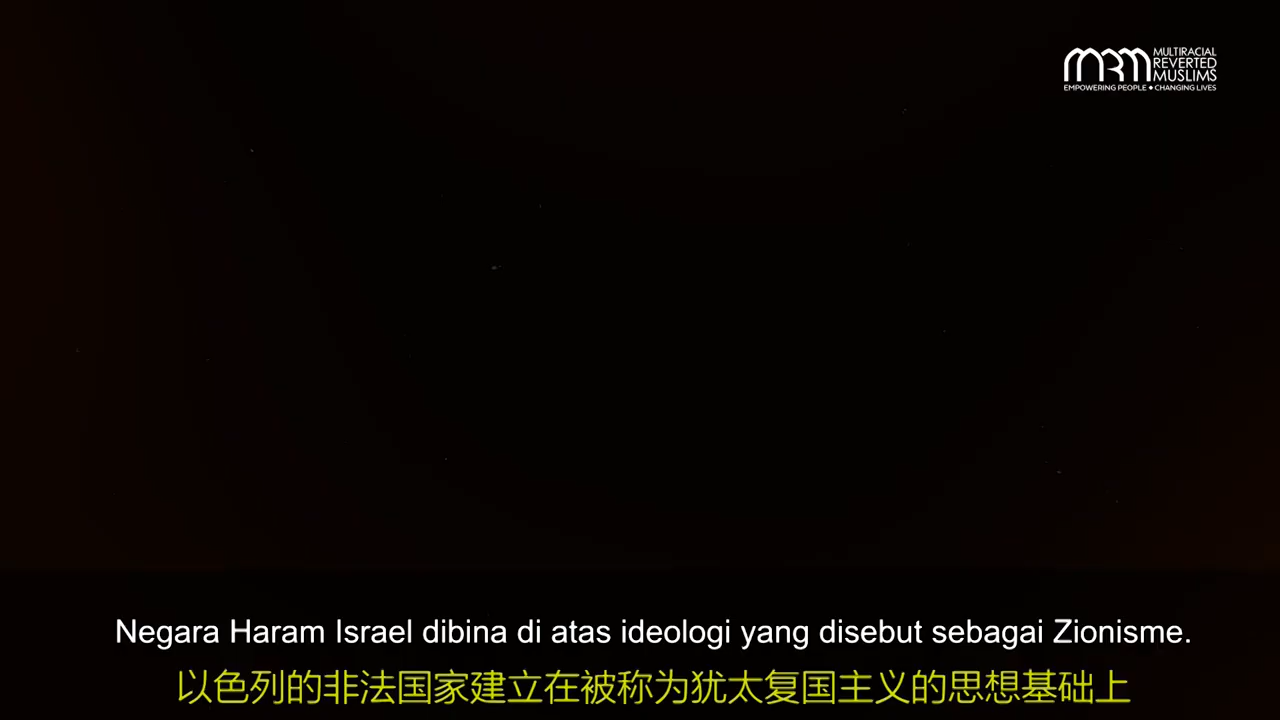 MRM
MULTIRACIAL
REVERTED
MUSLIMS
EMPOWERING PEOPLE • CHANGING LIVES
Negara Haram Israel dibina di atas ideologi yang disebut sebagai Zionisme.
以色列的非法国家建立在被称为犹太复国主义的思想基础上